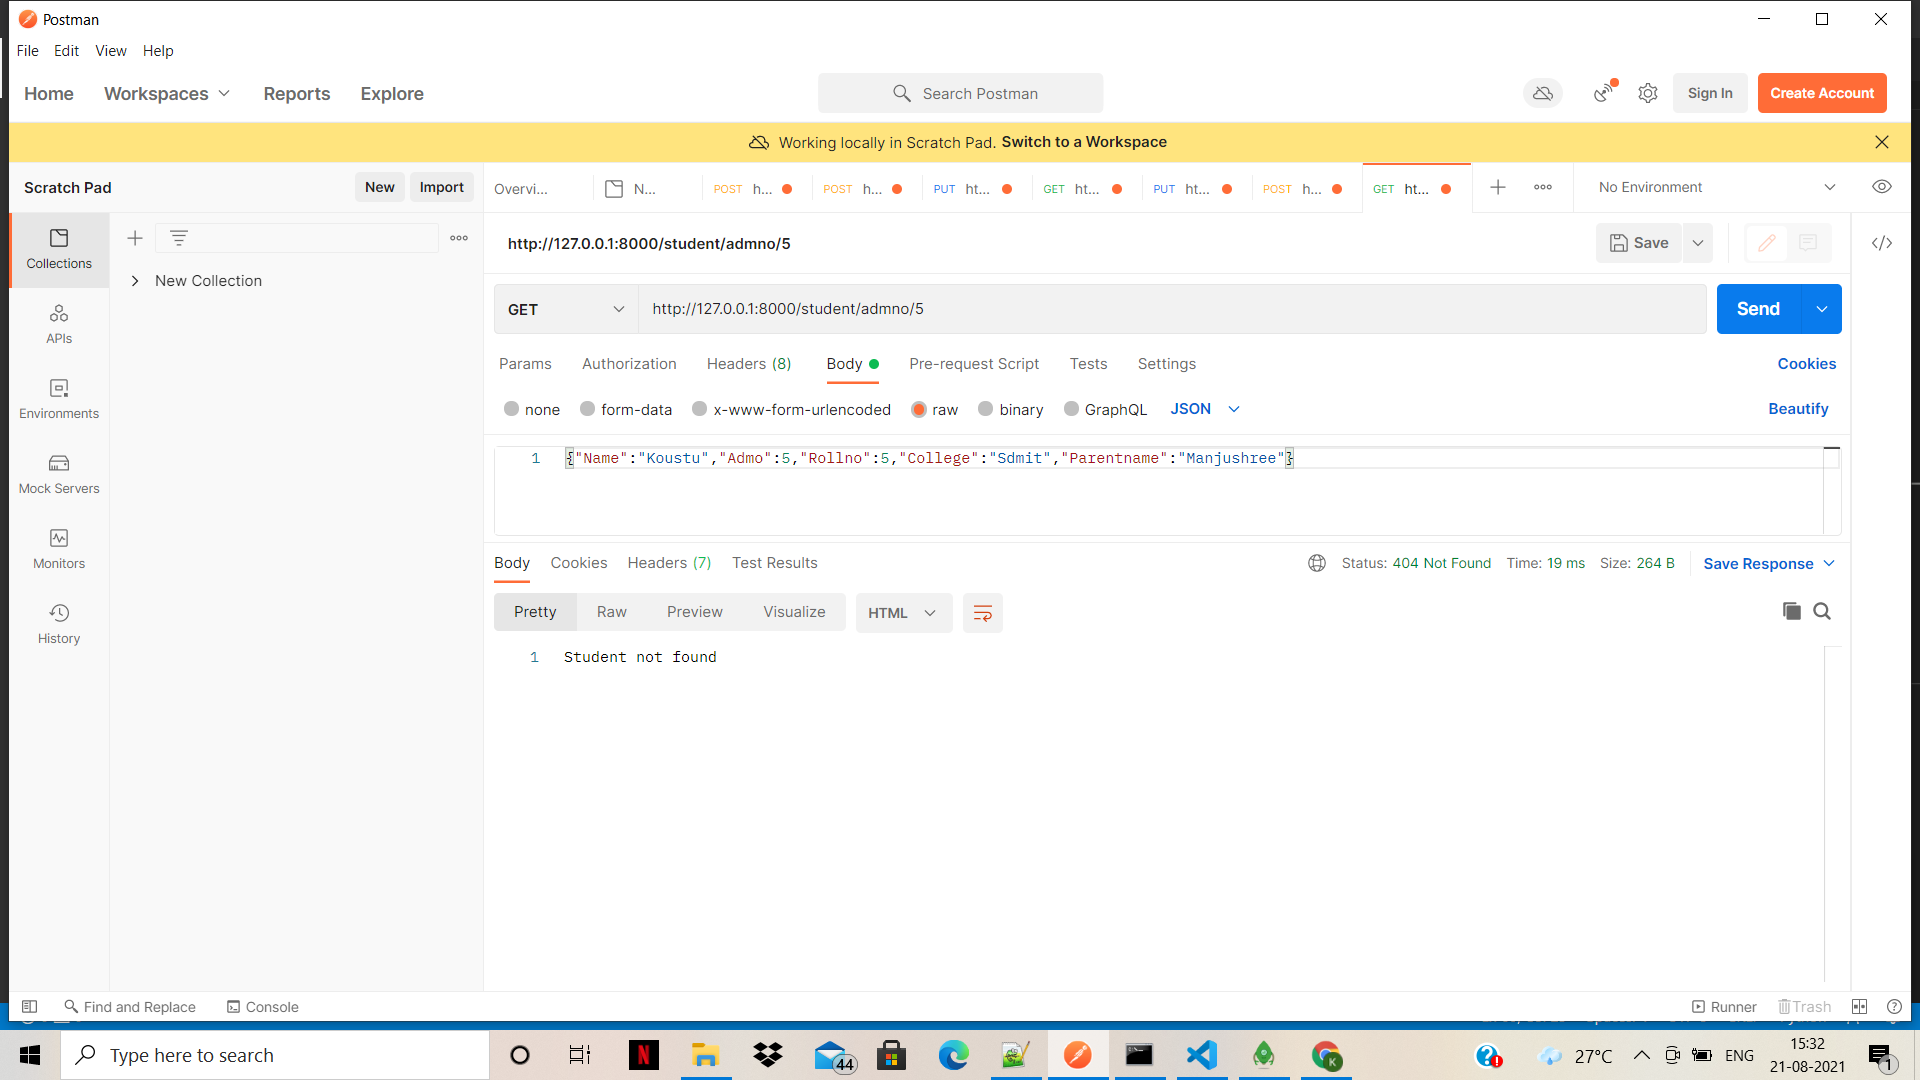 Postman
File Edit View Help
Home Workspaces Reports Explore Search Postman Sign In Create Account
Working locally in Scratch Pad. Switch to a Workspace
Scratch Pad New Import Overvi... N... POST h... POST h... PUT ht... GET ht... PUT ht... POST h... GET ht... No Environment
http://127.0.0.1:8000/student/admno/5 Save
Collections
New Collection
GET http://127.0.0.1:8000/student/admno/5 Send
APIs
Params Authorization Headers (8) Body Pre-request Script Tests Settings Cookies
none form-data x-www-form-urlencoded raw binary GraphQL JSON Beautify
Environments
1 {"Name":"Koustu","Admo":5,"Rollno":5,"College":"Sdmit","Parentname":"Manjushree"}
Mock Servers
Monitors
Body Cookies Headers (7) Test Results Status: 404 Not Found Time: 19 ms Size: 264 B Save Response
Pretty Raw Preview Visualize HTML
History
1 Student not found
Find and Replace Console Runner Trash
Type here to search 44 27°C ENG 15:32
21-08-2021 1